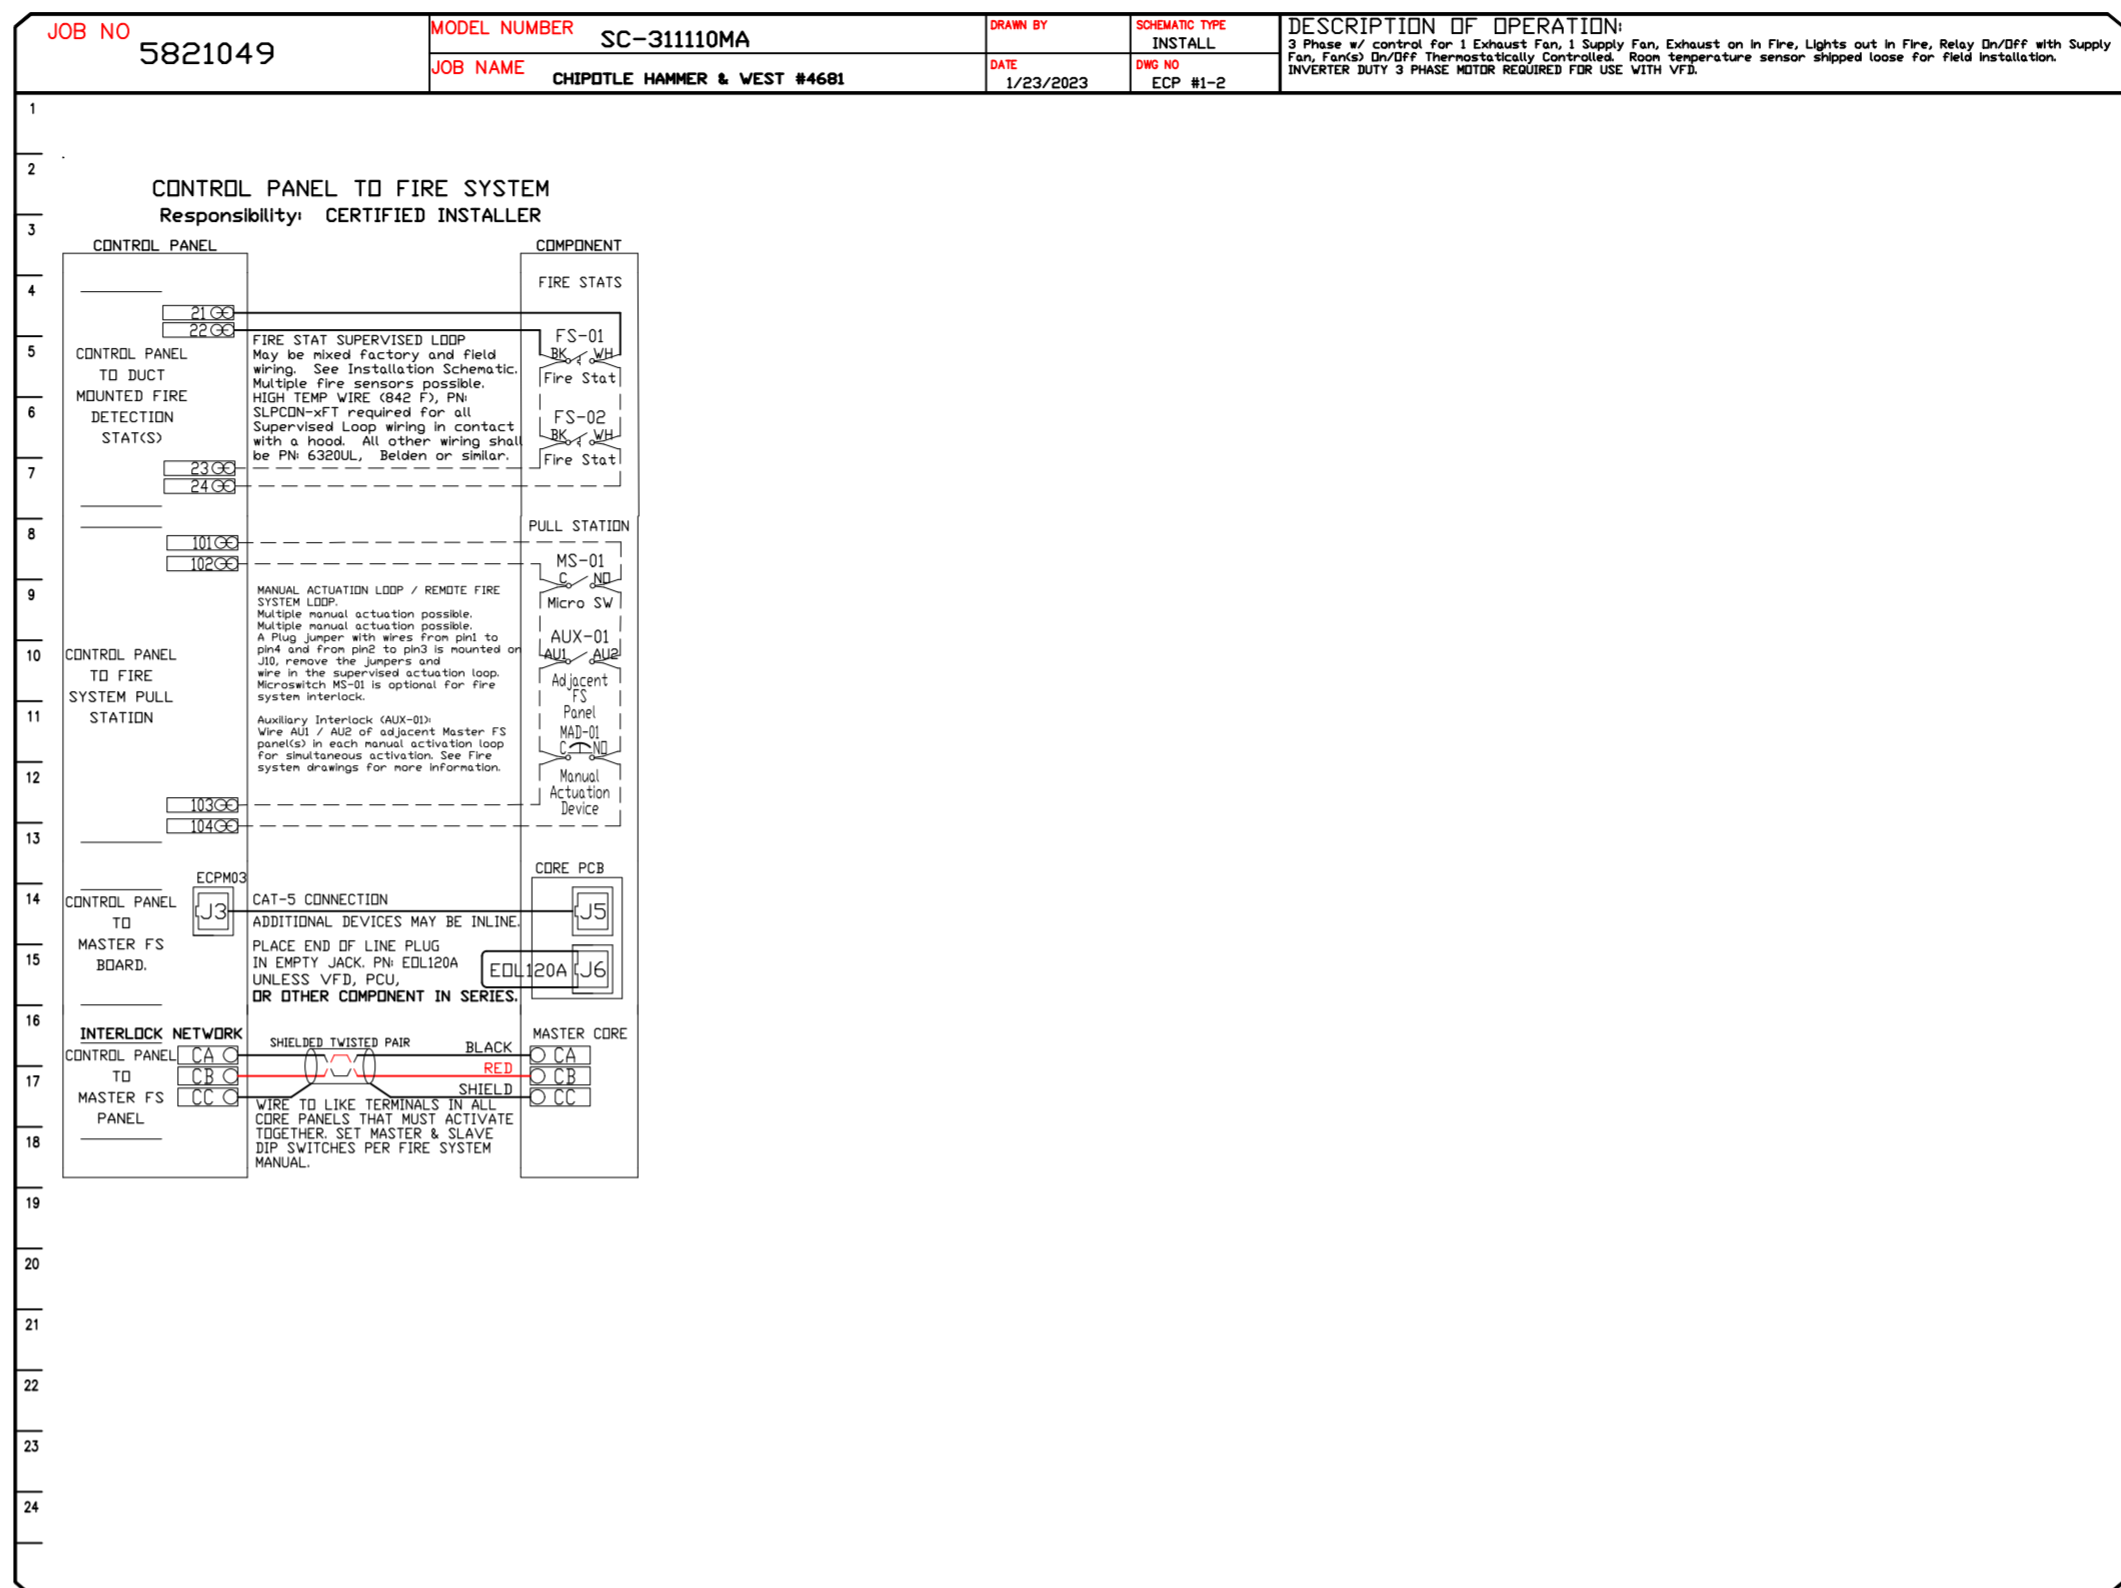 JOB NO
5821049
MODEL NUMBER
SC-311110MA
JOB NAME
CHIPOTLE HAMMER & WEST #4681
DRAWN BY
DATE
1/23/2023
SCHEMATIC TYPE
INSTALL
DWG NO
ECP #1-2
DESCRIPTION OF OPERATION:
3 Phase w/ control for 1 Exhaust Fan, 1 Supply Fan, Exhaust on in Fire, Lights out in Fire, Relay On/Off with Supply
Fan, Fan(s) On/Off Thermostatically Controlled. Room temperature sensor shipped loose for field installation.
INVERTER DUTY 3 PHASE MOTOR REQUIRED FOR USE WITH VFD.
1
2
3
4
5
6
7
8
9
10
11
12
13
14
15
16
17
18
19
20
21
22
23
24
CONTROL PANEL TO FIRE SYSTEM
Responsibility: CERTIFIED INSTALLER
CONTROL PANEL
COMPONENT
FIRE STATS
21
22
CONTROL PANEL
TO DUCT
MOUNTED FIRE
DETECTION
STAT(S)
23
24
FIRE STAT SUPERVISED LOOP
May be mixed factory and field
wiring. See Installation Schematic.
Multiple fire sensors possible.
HIGH TEMP WIRE (842 F), PN:
SLPCON-xFT required for all
Supervised Loop wiring in contact
with a hood. All other wiring shall
be PN: 6320UL, Belden or similar.
FS-01
BK WH
Fire Stat
FS-02
BK WH
Fire Stat
PULL STATION
101
102
CONTROL PANEL
TO FIRE
SYSTEM PULL
STATION
103
104
MANUAL ACTUATION LOOP / REMOTE FIRE
SYSTEM LOOP.
Multiple manual actuation possible.
Multiple manual actuation possible.
A Plug jumper with wires from pin1 to
pin4 and from pin2 to pin3 is mounted on
J10, remove the jumpers and
wire in the supervised actuation loop.
Microswitch MS-01 is optional for fire
system interlock.
Auxiliary Interlock (AUX-01):
Wire AU1 / AU2 of adjacent Master FS
panel(s) in each manual activation loop
for simultaneous activation. See Fire
system drawings for more information.
MS-01
C NO
Micro SW
AUX-01
AU1 AU2
Adjacent
FS
Panel
MAD-01
C NO
Manual
Actuation
Device
ECPM03
J3
CONTROL PANEL
TO
MASTER FS
BOARD.
CAT-5 CONNECTION
ADDITIONAL DEVICES MAY BE INLINE.
PLACE END OF LINE PLUG
IN EMPTY JACK. PN: EOL120A
UNLESS VFD, PCU,
OR OTHER COMPONENT IN SERIES.
CORE PCB
J5
EOL120A
J6
INTERLOCK NETWORK
CONTROL PANEL
TO
MASTER FS
PANEL
CA
CB
CC
SHIELDED TWISTED PAIR
BLACK
RED
SHIELD
MASTER CORE
CA
CB
CC
WIRE TO LIKE TERMINALS IN ALL
CORE PANELS THAT MUST ACTIVATE
TOGETHER. SET MASTER & SLAVE
DIP SWITCHES PER FIRE SYSTEM
MANUAL.